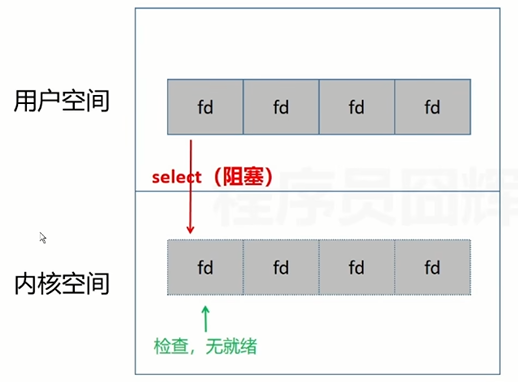 用户空间
fd fd fd fd
select（阻塞）
程序员囧辉
内核空间
fd fd fd fd
检查，无就绪